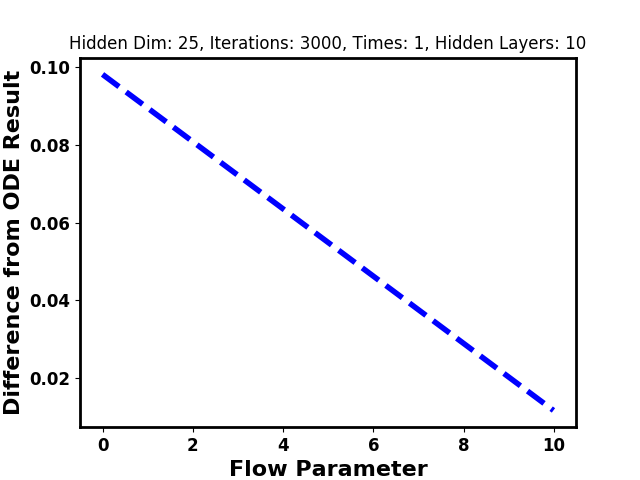 Hidden Dim: 25, Iterations: 3000, Times: 1, Hidden Layers: 10
Difference from ODE Result
0.10
0.08
0.06
0.04
0.02
0 2 4 6 8 10
Flow Parameter